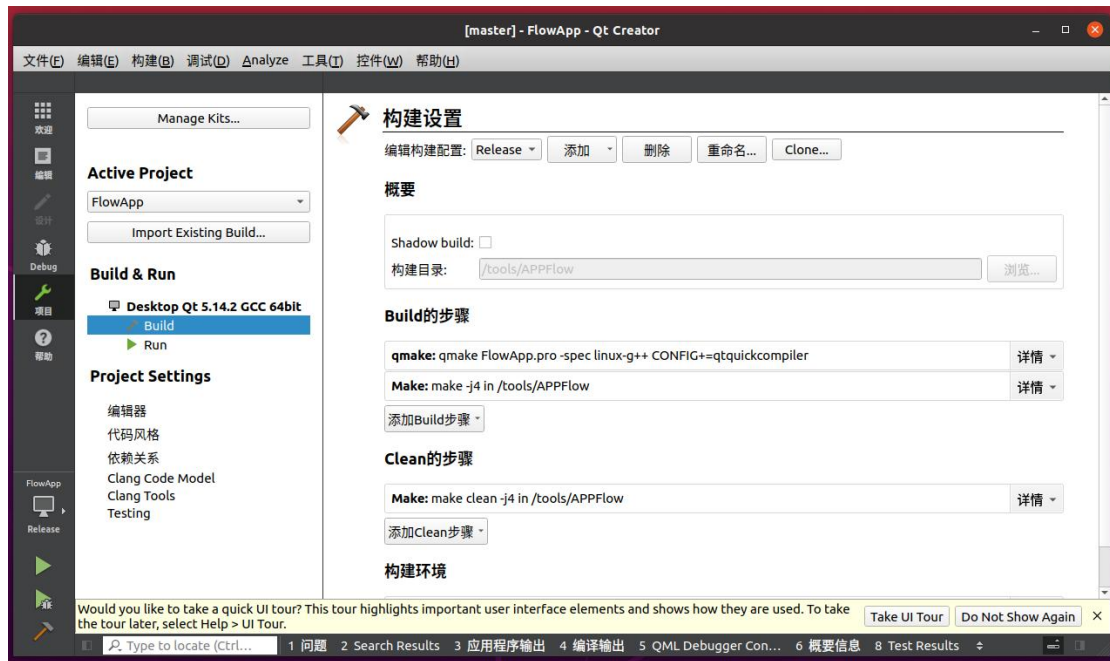 [master] - FlowApp - Qt Creator
文件(F) 编辑(E) 构建(B) 调试(D) Analyze 工具(T) 控件(W) 帮助(H)
欢迎
编辑
设计
Debug
项目
帮助
FlowApp
Release
Manage Kits...
Active Project
FlowApp
Import Existing Build...
Build & Run
Desktop Qt 5.14.2 GCC 64bit
Build
Run
Project Settings
编辑器
代码风格
依赖关系
Clang Code Model
Clang Tools
Testing
构建设置
编辑构建配置: Release 添加 删除 重命名... Clone...
概要
Shadow build:
构建目录: /tools/APPFlow 浏览...
Build的步骤
qmake: qmake FlowApp.pro -spec linux-g++ CONFIG+=qtquickcompiler 详情
Make: make -j4 in /tools/APPFlow 详情
添加Build步骤
Clean的步骤
Make: make clean -j4 in /tools/APPFlow 详情
添加Clean步骤
构建环境
Would you like to take a quick UI tour? This tour highlights important user interface elements and shows how they are used. To take
the tour later, select Help > UI Tour.
Take UI Tour Do Not Show Again
Type to locate (Ctrl... 1 问题 2 Search Results 3 应用程序输出 4 编译输出 5 QML Debugger Con... 6 概要信息 8 Test Results